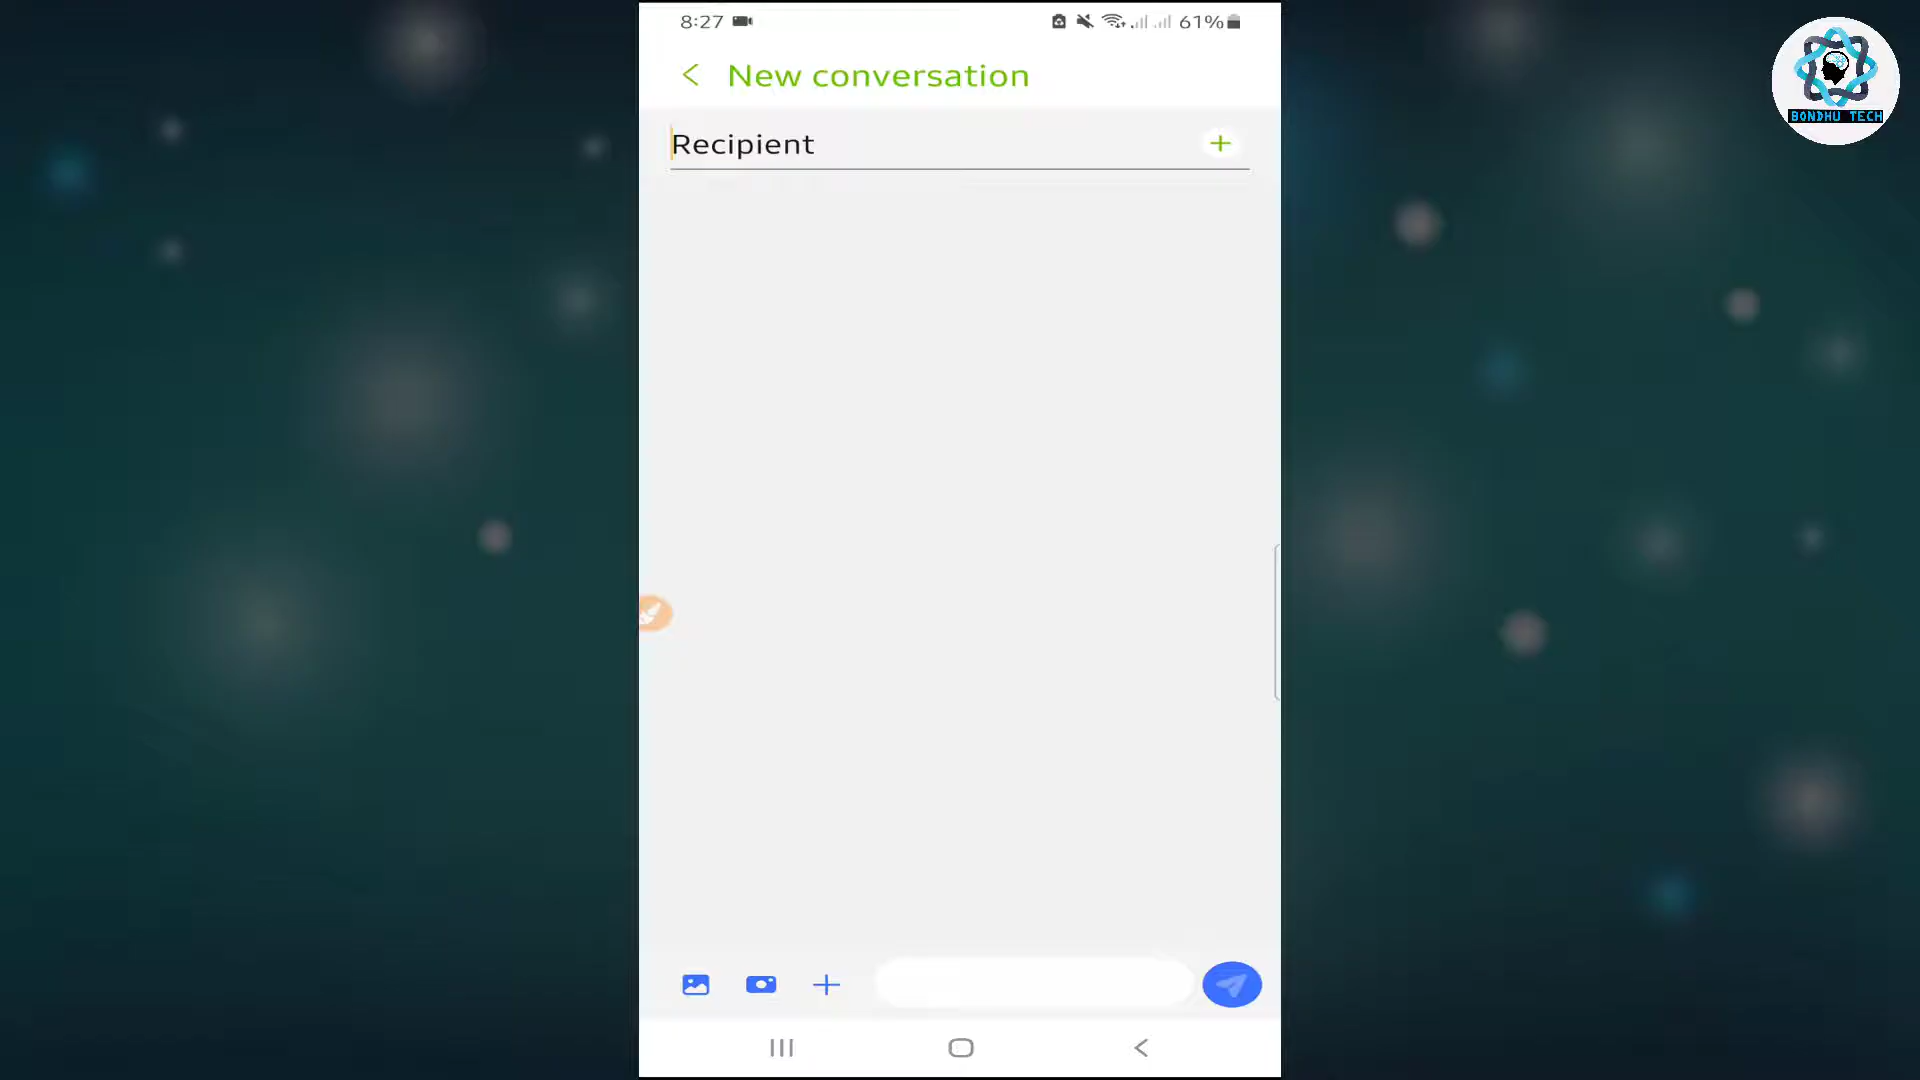 8:27
61%
New conversation
Recipient
BONDHU TECH